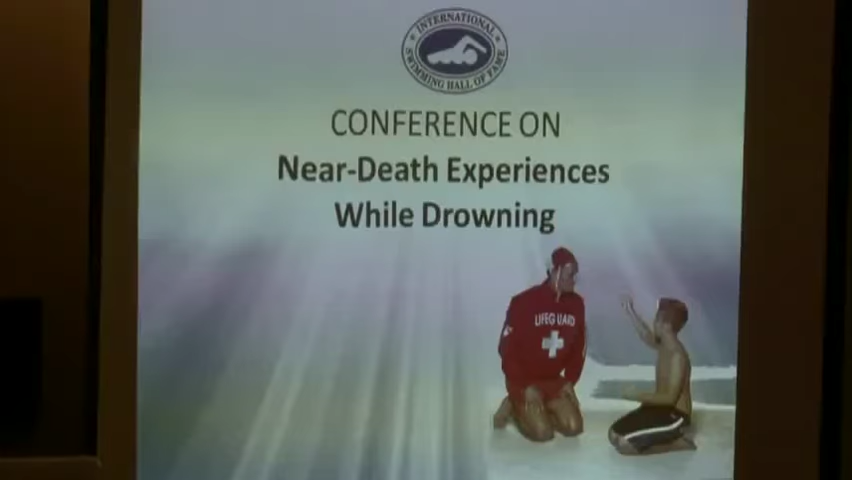 INTERNATIONAL
SWIMMING HALL OF FAME
CONFERENCE ON
Near-Death Experiences
While Drowning
LIFEGUARD